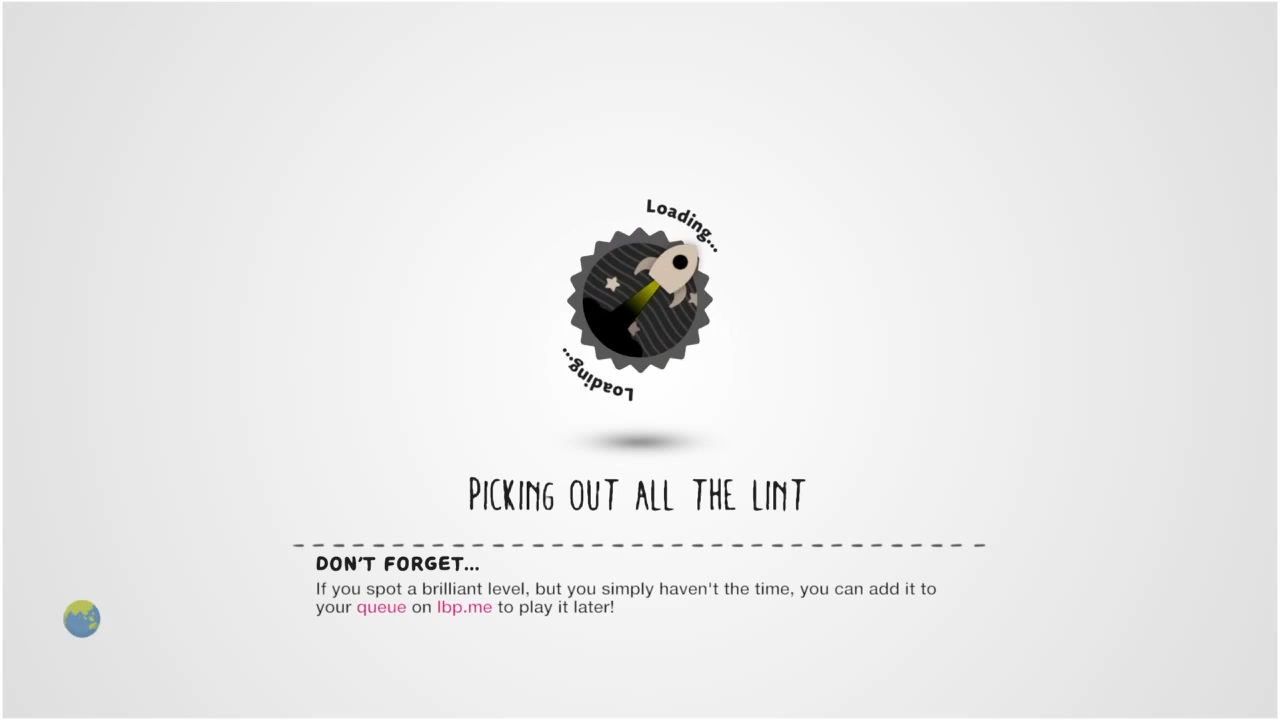 Loading...
Loading...
PICKING OUT ALL THE LINT
DON'T FORGET...
If you spot a brilliant level, but you simply haven't the time, you can add it to
your queue on lbp.me to play it later!